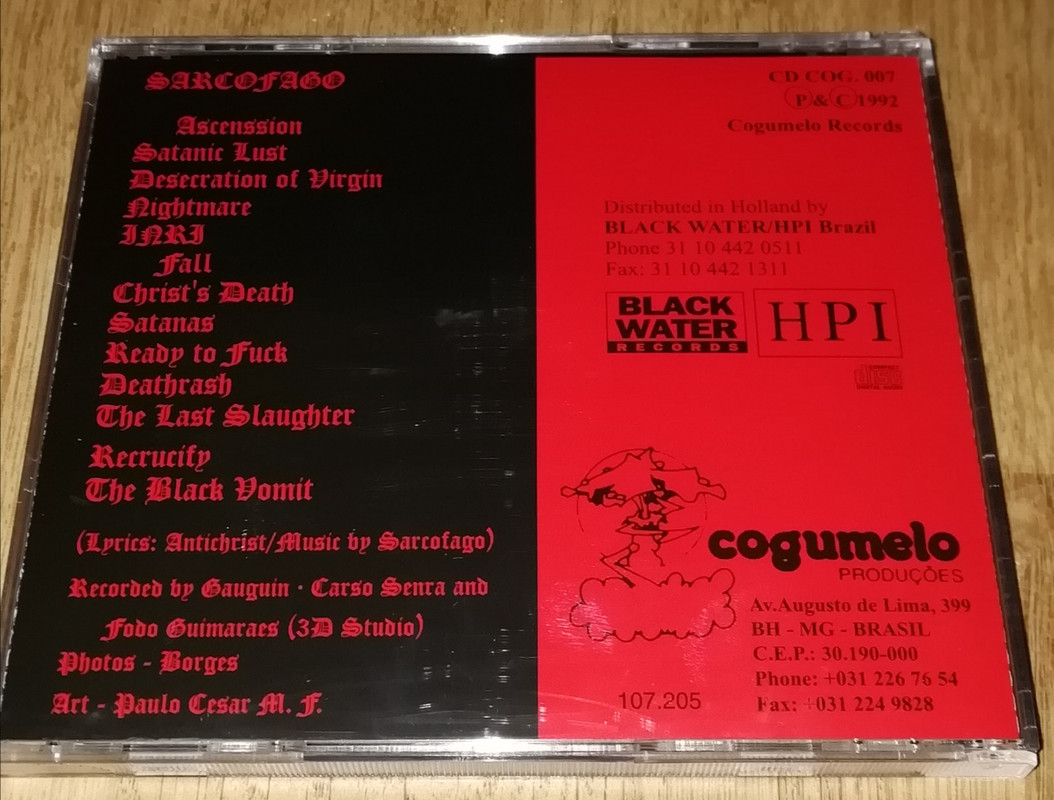 SARCOFAGO
Ascenssion
Satanic Lust
Desecration of Virgin
Nightmare
INRI
Fall
Christ's Death
Satanas
Ready to Fuck
Deathrash
The Last Slaughter
Recrucify
The Black Vomit
(Lyrics: Antichrist/Music by Sarcofago)
Recorded by Gauguin · Carso Senra and
Fodo Guimaraes (3D Studio)
Photos - Borges
Art - Paulo Cesar M. F.
CD COG. 007
P & C 1992
Cogumelo Records
Distributed in Holland by
BLACK WATER/HPI Brazil
Phone 31 10 442 0511
Fax: 31 10 442 1311
BLACK
WATER
RECORDS
HPI
disc
cogumelo
PRODUÇÕES
Av.Augusto de Lima, 399
BH - MG - BRASIL
C.E.P.: 30.190-000
Phone: +031 226 76 54
Fax: +031 224 9828
107.205